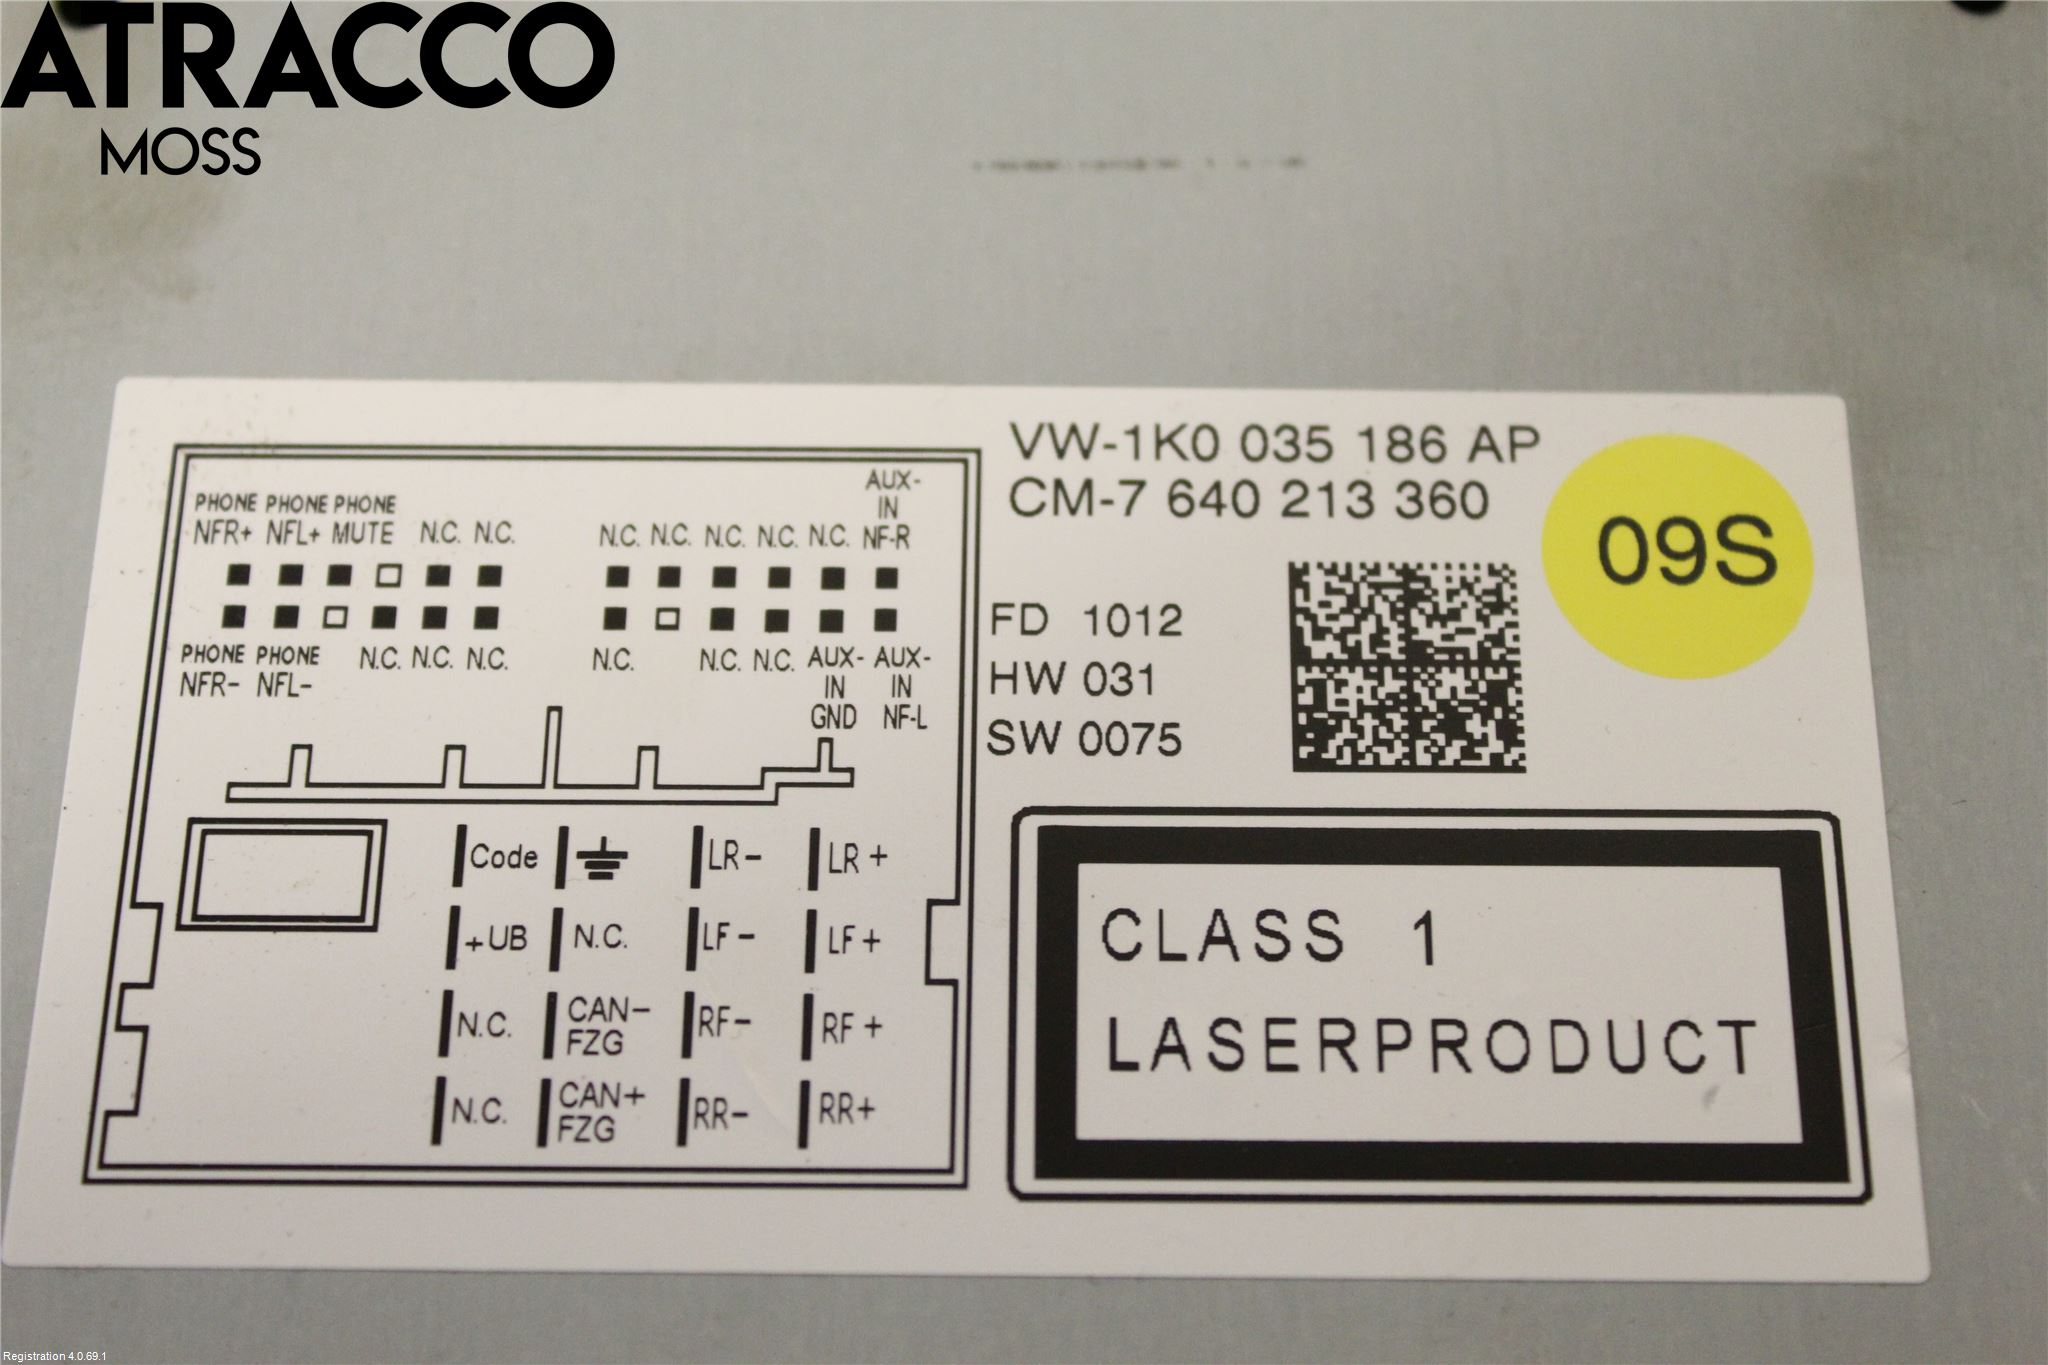 ATRACCO
MOSS
VW-1K0 035 186 AP
CM-7 640 213 360
09S
FD 1012
HW 031
SW 0075
AUX-
PHONE PHONE PHONE IN
NFR+ NFL+ MUTE N.C. N.C. N.C. N.C. N.C. N.C. N.C. NF-R
PHONE PHONE N.C. N.C. N.C. N.C. N.C. N.C. AUX- AUX-
NFR- NFL- IN IN
GND NF-L
Code LR- LR+
+UB N.C. LF- LF+
N.C. CAN- FZG RF- RF+
N.C. CAN+ FZG RR- RR+
CLASS 1
LASERPRODUCT
Registration 4.0.69.1